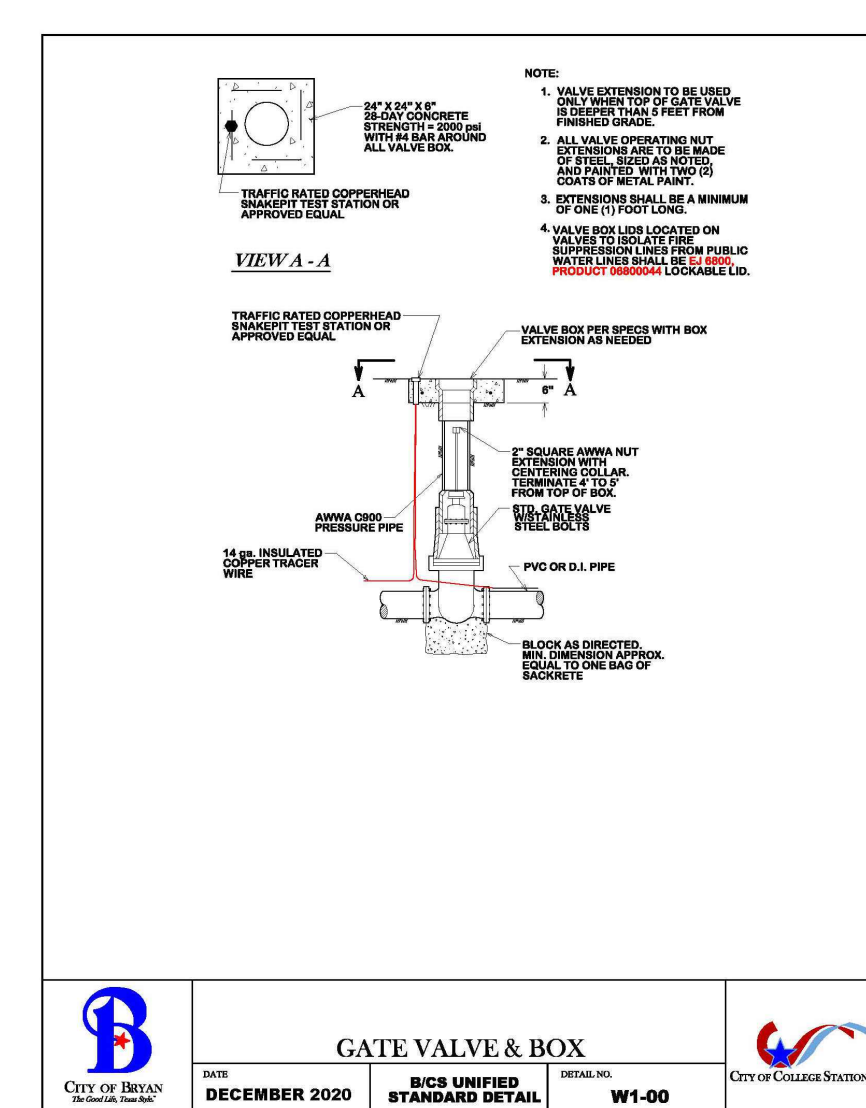 24" X 24" X 6"
28-DAY CONCRETE
STRENGTH = 2000 psi
WITH #4 BAR AROUND
ALL VALVE BOX.
TRAFFIC RATED COPPERHEAD
SNAKEPIT TEST STATION OR
APPROVED EQUAL
VIEW A - A
NOTE:
1. VALVE EXTENSION TO BE USED
ONLY WHEN TOP OF GATE VALVE
IS DEEPER THAN 5 FEET FROM
FINISHED GRADE.
2. ALL VALVE OPERATING NUT
EXTENSIONS ARE TO BE MADE
OF STEEL, SIZED AS NOTED,
AND PAINTED WITH TWO (2)
COATS OF METAL PAINT.
3. EXTENSIONS SHALL BE A MINIMUM
OF ONE (1) FOOT LONG.
4. VALVE BOX LIDS LOCATED ON
VALVES TO ISOLATE FIRE
SUPPRESSION LINES FROM PUBLIC
WATER LINES SHALL BE EJ 6800,
PRODUCT 06800044 LOCKABLE LID.
TRAFFIC RATED COPPERHEAD
SNAKEPIT TEST STATION OR
APPROVED EQUAL
VALVE BOX PER SPECS WITH BOX
EXTENSION AS NEEDED
A
6"
A
2" SQUARE AWWA NUT
EXTENSION WITH
CENTERING COLLAR.
TERMINATE 4' TO 5'
FROM TOP OF BOX.
STD. GATE VALVE
W/STAINLESS
STEEL BOLTS
AWWA C900
PRESSURE PIPE
14 ga. INSULATED
COPPER TRACER
WIRE
PVC OR D.I. PIPE
BLOCK AS DIRECTED.
MIN. DIMENSION APPROX.
EQUAL TO ONE BAG OF
SACKRETE
B
CITY OF BRYAN
The Good Life, Texas Style.™
GATE VALVE & BOX
DATE
DECEMBER 2020
B/CS UNIFIED
STANDARD DETAIL
DETAIL NO.
W1-00
CITY OF COLLEGE STATION